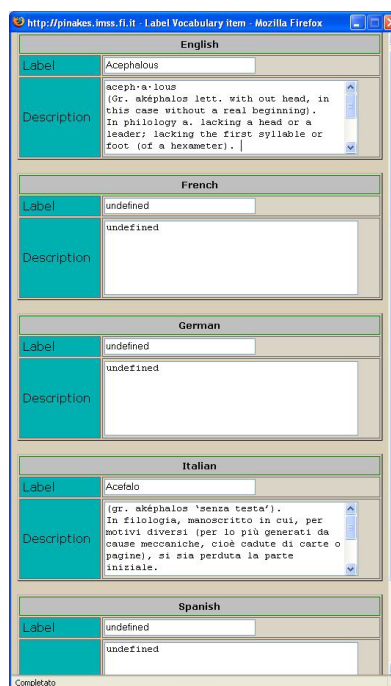 http://pinakes.imss.fi.it - Label Vocabulary item - Mozilla Firefox
English
Label Acephalous
Description
aceph·a·lous
(Gr. aképhalos lett. with out head, in
this case without a real beginning).
In philology a. lacking a head or a
leader; lacking the first syllable or
foot (of a hexameter).
French
Label undefined
Description undefined
German
Label undefined
Description undefined
Italian
Label Acefalo
Description
(gr. aképhalos ‘senza testa’).
In filologia, manoscritto in cui, per
motivi diversi (per lo più generati da
cause meccaniche, cioè cadute di carte o
pagine), si sia perduta la parte
iniziale.
Spanish
Label undefined
undefined
Completato